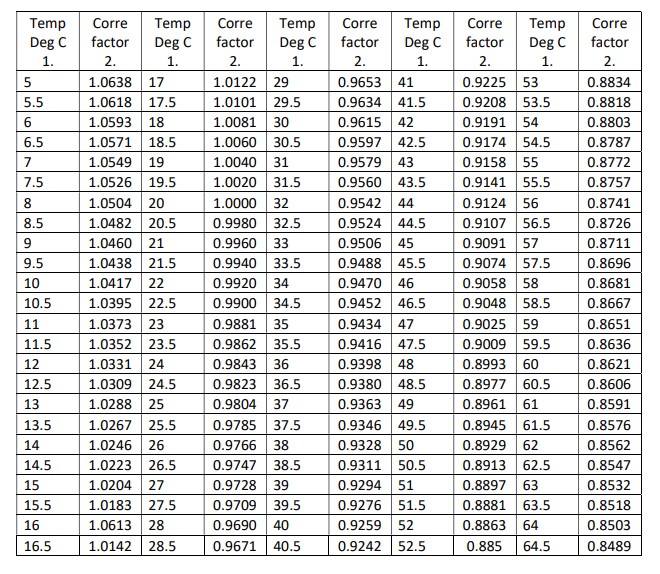 Temp Corre Temp Corre Temp Corre Temp Corre Temp Corre
Deg C factor Deg C factor Deg C factor Deg C factor Deg C factor
1. 2. 1. 2. 1. 2. 1. 2. 1. 2.
5 1.0638 17 1.0122 29 0.9653 41 0.9225 53 0.8834
5.5 1.0618 17.5 1.0101 29.5 0.9634 41.5 0.9208 53.5 0.8818
6 1.0593 18 1.0081 30 0.9615 42 0.9191 54 0.8803
6.5 1.0571 18.5 1.0060 30.5 0.9597 42.5 0.9174 54.5 0.8787
7 1.0549 19 1.0040 31 0.9579 43 0.9158 55 0.8772
7.5 1.0526 19.5 1.0020 31.5 0.9560 43.5 0.9141 55.5 0.8757
8 1.0504 20 1.0000 32 0.9542 44 0.9124 56 0.8741
8.5 1.0482 20.5 0.9980 32.5 0.9524 44.5 0.9107 56.5 0.8726
9 1.0460 21 0.9960 33 0.9506 45 0.9091 57 0.8711
9.5 1.0438 21.5 0.9940 33.5 0.9488 45.5 0.9074 57.5 0.8696
10 1.0417 22 0.9920 34 0.9470 46 0.9058 58 0.8681
10.5 1.0395 22.5 0.9900 34.5 0.9452 46.5 0.9048 58.5 0.8667
11 1.0373 23 0.9881 35 0.9434 47 0.9025 59 0.8651
11.5 1.0352 23.5 0.9862 35.5 0.9416 47.5 0.9009 59.5 0.8636
12 1.0331 24 0.9843 36 0.9398 48 0.8993 60 0.8621
12.5 1.0309 24.5 0.9823 36.5 0.9380 48.5 0.8977 60.5 0.8606
13 1.0288 25 0.9804 37 0.9363 49 0.8961 61 0.8591
13.5 1.0267 25.5 0.9785 37.5 0.9346 49.5 0.8945 61.5 0.8576
14 1.0246 26 0.9766 38 0.9328 50 0.8929 62 0.8562
14.5 1.0223 26.5 0.9747 38.5 0.9311 50.5 0.8913 62.5 0.8547
15 1.0204 27 0.9728 39 0.9294 51 0.8897 63 0.8532
15.5 1.0183 27.5 0.9709 39.5 0.9276 51.5 0.8881 63.5 0.8518
16 1.0613 28 0.9690 40 0.9259 52 0.8863 64 0.8503
16.5 1.0142 28.5 0.9671 40.5 0.9242 52.5 0.885 64.5 0.8489